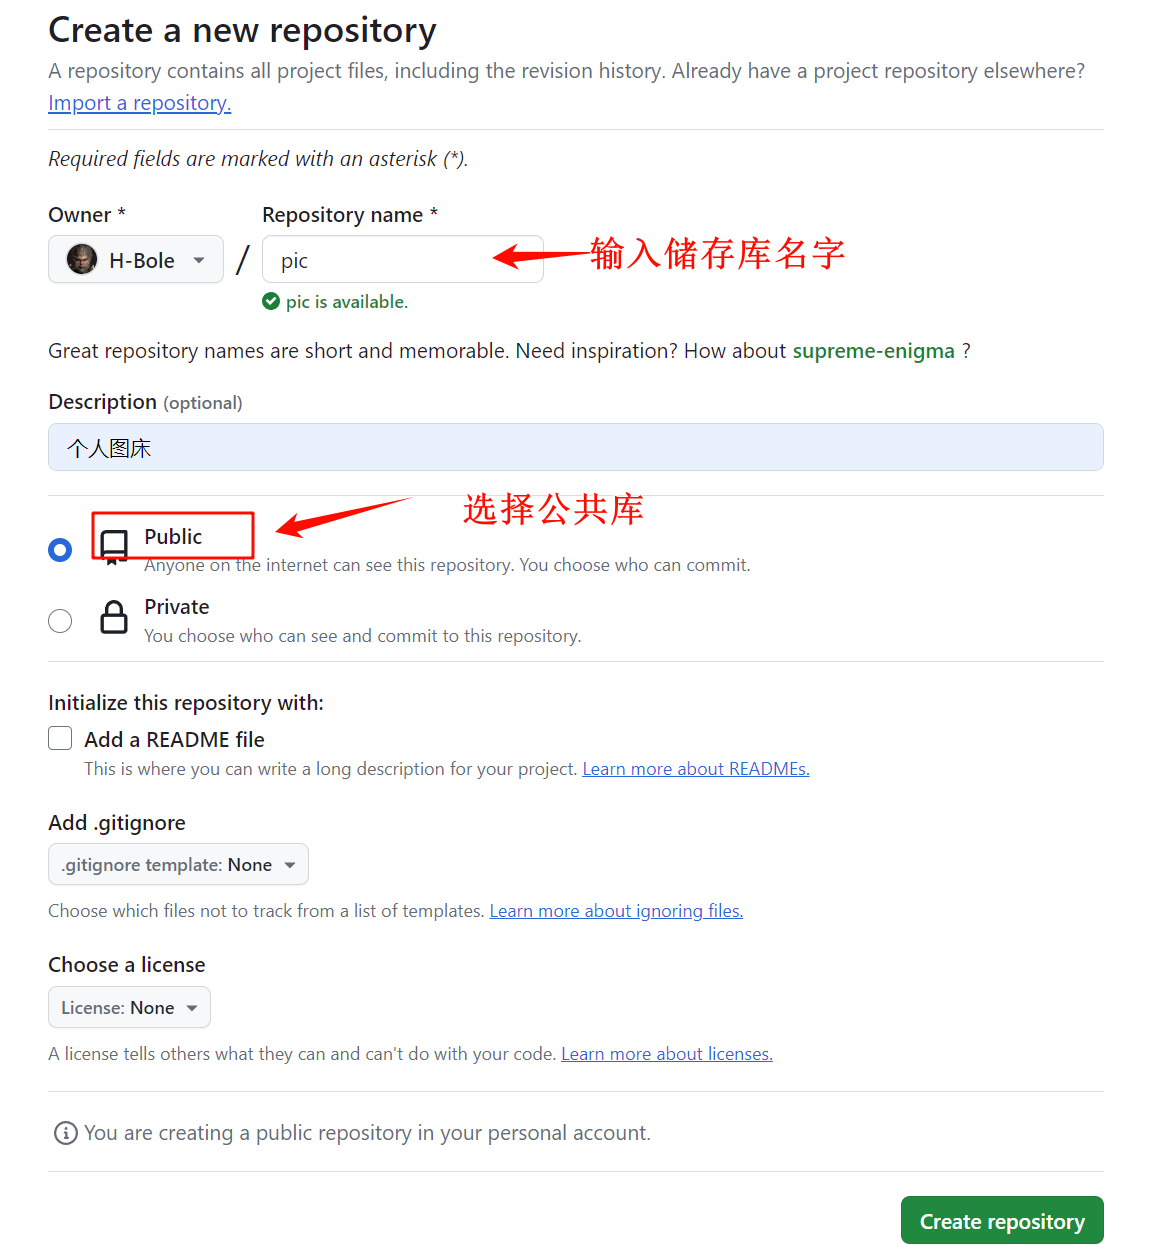 Create a new repository
A repository contains all project files, including the revision history. Already have a project repository elsewhere?
Import a repository.
Required fields are marked with an asterisk (*).
Owner * Repository name *
H-Bole / pic 输入储存库名字
pic is available.
Great repository names are short and memorable. Need inspiration? How about supreme-enigma ?
Description (optional)
个人图床
选择公共库
Public
Anyone on the internet can see this repository. You choose who can commit.
Private
You choose who can see and commit to this repository.
Initialize this repository with:
Add a README file
This is where you can write a long description for your project. Learn more about READMEs.
Add .gitignore
.gitignore template: None
Choose which files not to track from a list of templates. Learn more about ignoring files.
Choose a license
License: None
A license tells others what they can and can't do with your code. Learn more about licenses.
You are creating a public repository in your personal account.
Create repository